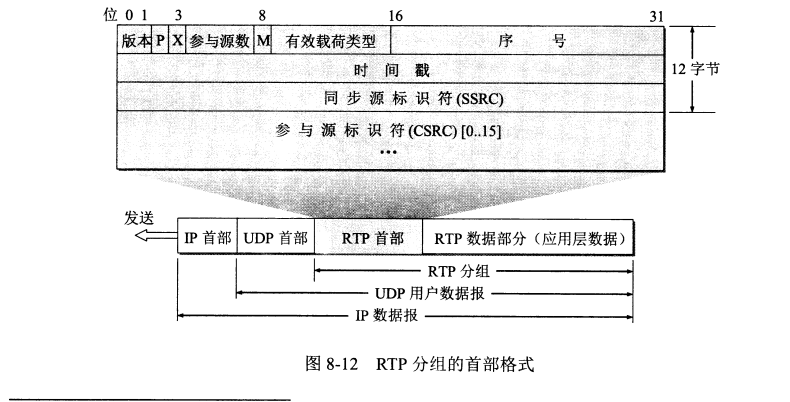 位 0 1 3 8 16 31
版本 P X 参与源数 M 有效载荷类型 序 号
时 间 戳
12 字节
同 步 源 标 识 符 (SSRC)
参 与 源 标 识 符 (CSRC) [0..15]
•••
发送
IP 首部 UDP 首部 RTP 首部 RTP 数据部分（应用层数据）
RTP 分组
UDP 用户数据报
IP 数据报
图 8-12 RTP 分组的首部格式